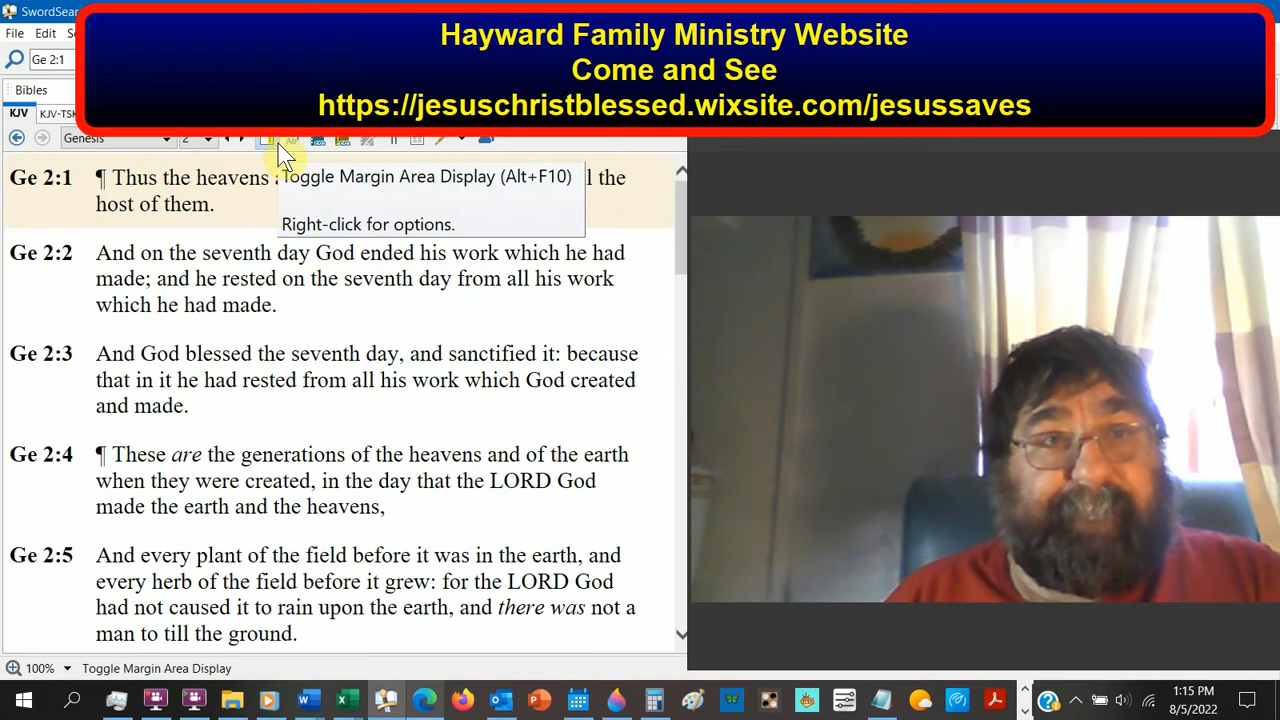 SwordSear
Hayward Family Ministry Website
Come and See
https://jesuschristblessed.wixsite.com/jesussaves
File Edit
Ge 2:1
Bibles
KJV KJV-TSK
Genesis 2
Ge 2:1 ¶ Thus the heavens
Toggle Margin Area Display (Alt+F10)
the
host of them.
Right-click for options.
Ge 2:2 And on the seventh day God ended his work which he had
made; and he rested on the seventh day from all his work
which he had made.
Ge 2:3 And God blessed the seventh day, and sanctified it: because
that in it he had rested from all his work which God created
and made.
Ge 2:4 ¶ These are the generations of the heavens and of the earth
when they were created, in the day that the LORD God
made the earth and the heavens,
Ge 2:5 And every plant of the field before it was in the earth, and
every herb of the field before it grew: for the LORD God
had not caused it to rain upon the earth, and there was not a
man to till the ground.
100% Toggle Margin Area Display
1:15 PM
8/5/2022